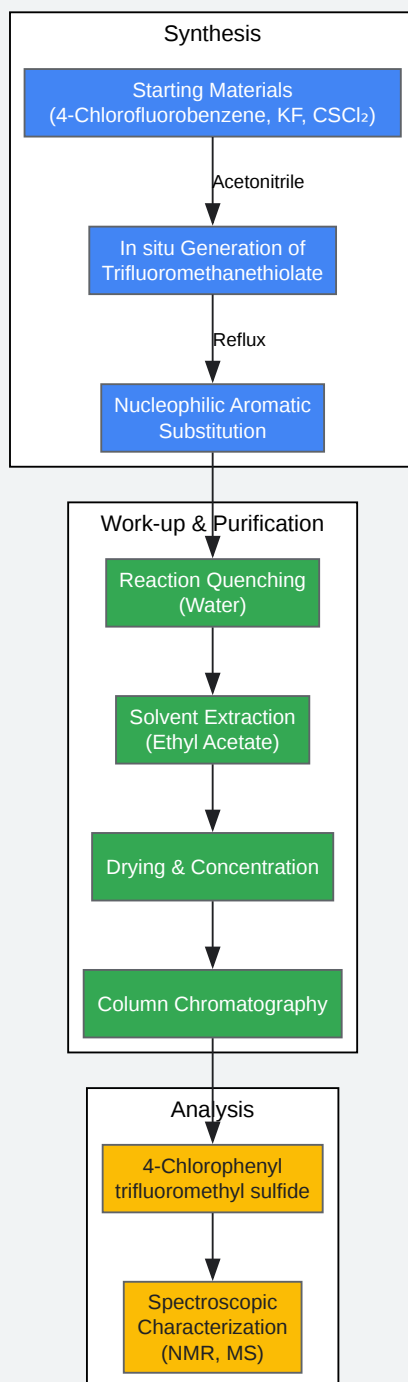 Synthesis
Starting Materials
(4-Chlorofluorobenzene, KF, CSCl₂)
Acetonitrile
In situ Generation of
Trifluoromethanethiolate
Reflux
Nucleophilic Aromatic
Substitution
Work-up & Purification
Reaction Quenching
(Water)
Solvent Extraction
(Ethyl Acetate)
Drying & Concentration
Column Chromatography
Analysis
4-Chlorophenyl
trifluoromethyl sulfide
Spectroscopic
Characterization
(NMR, MS)